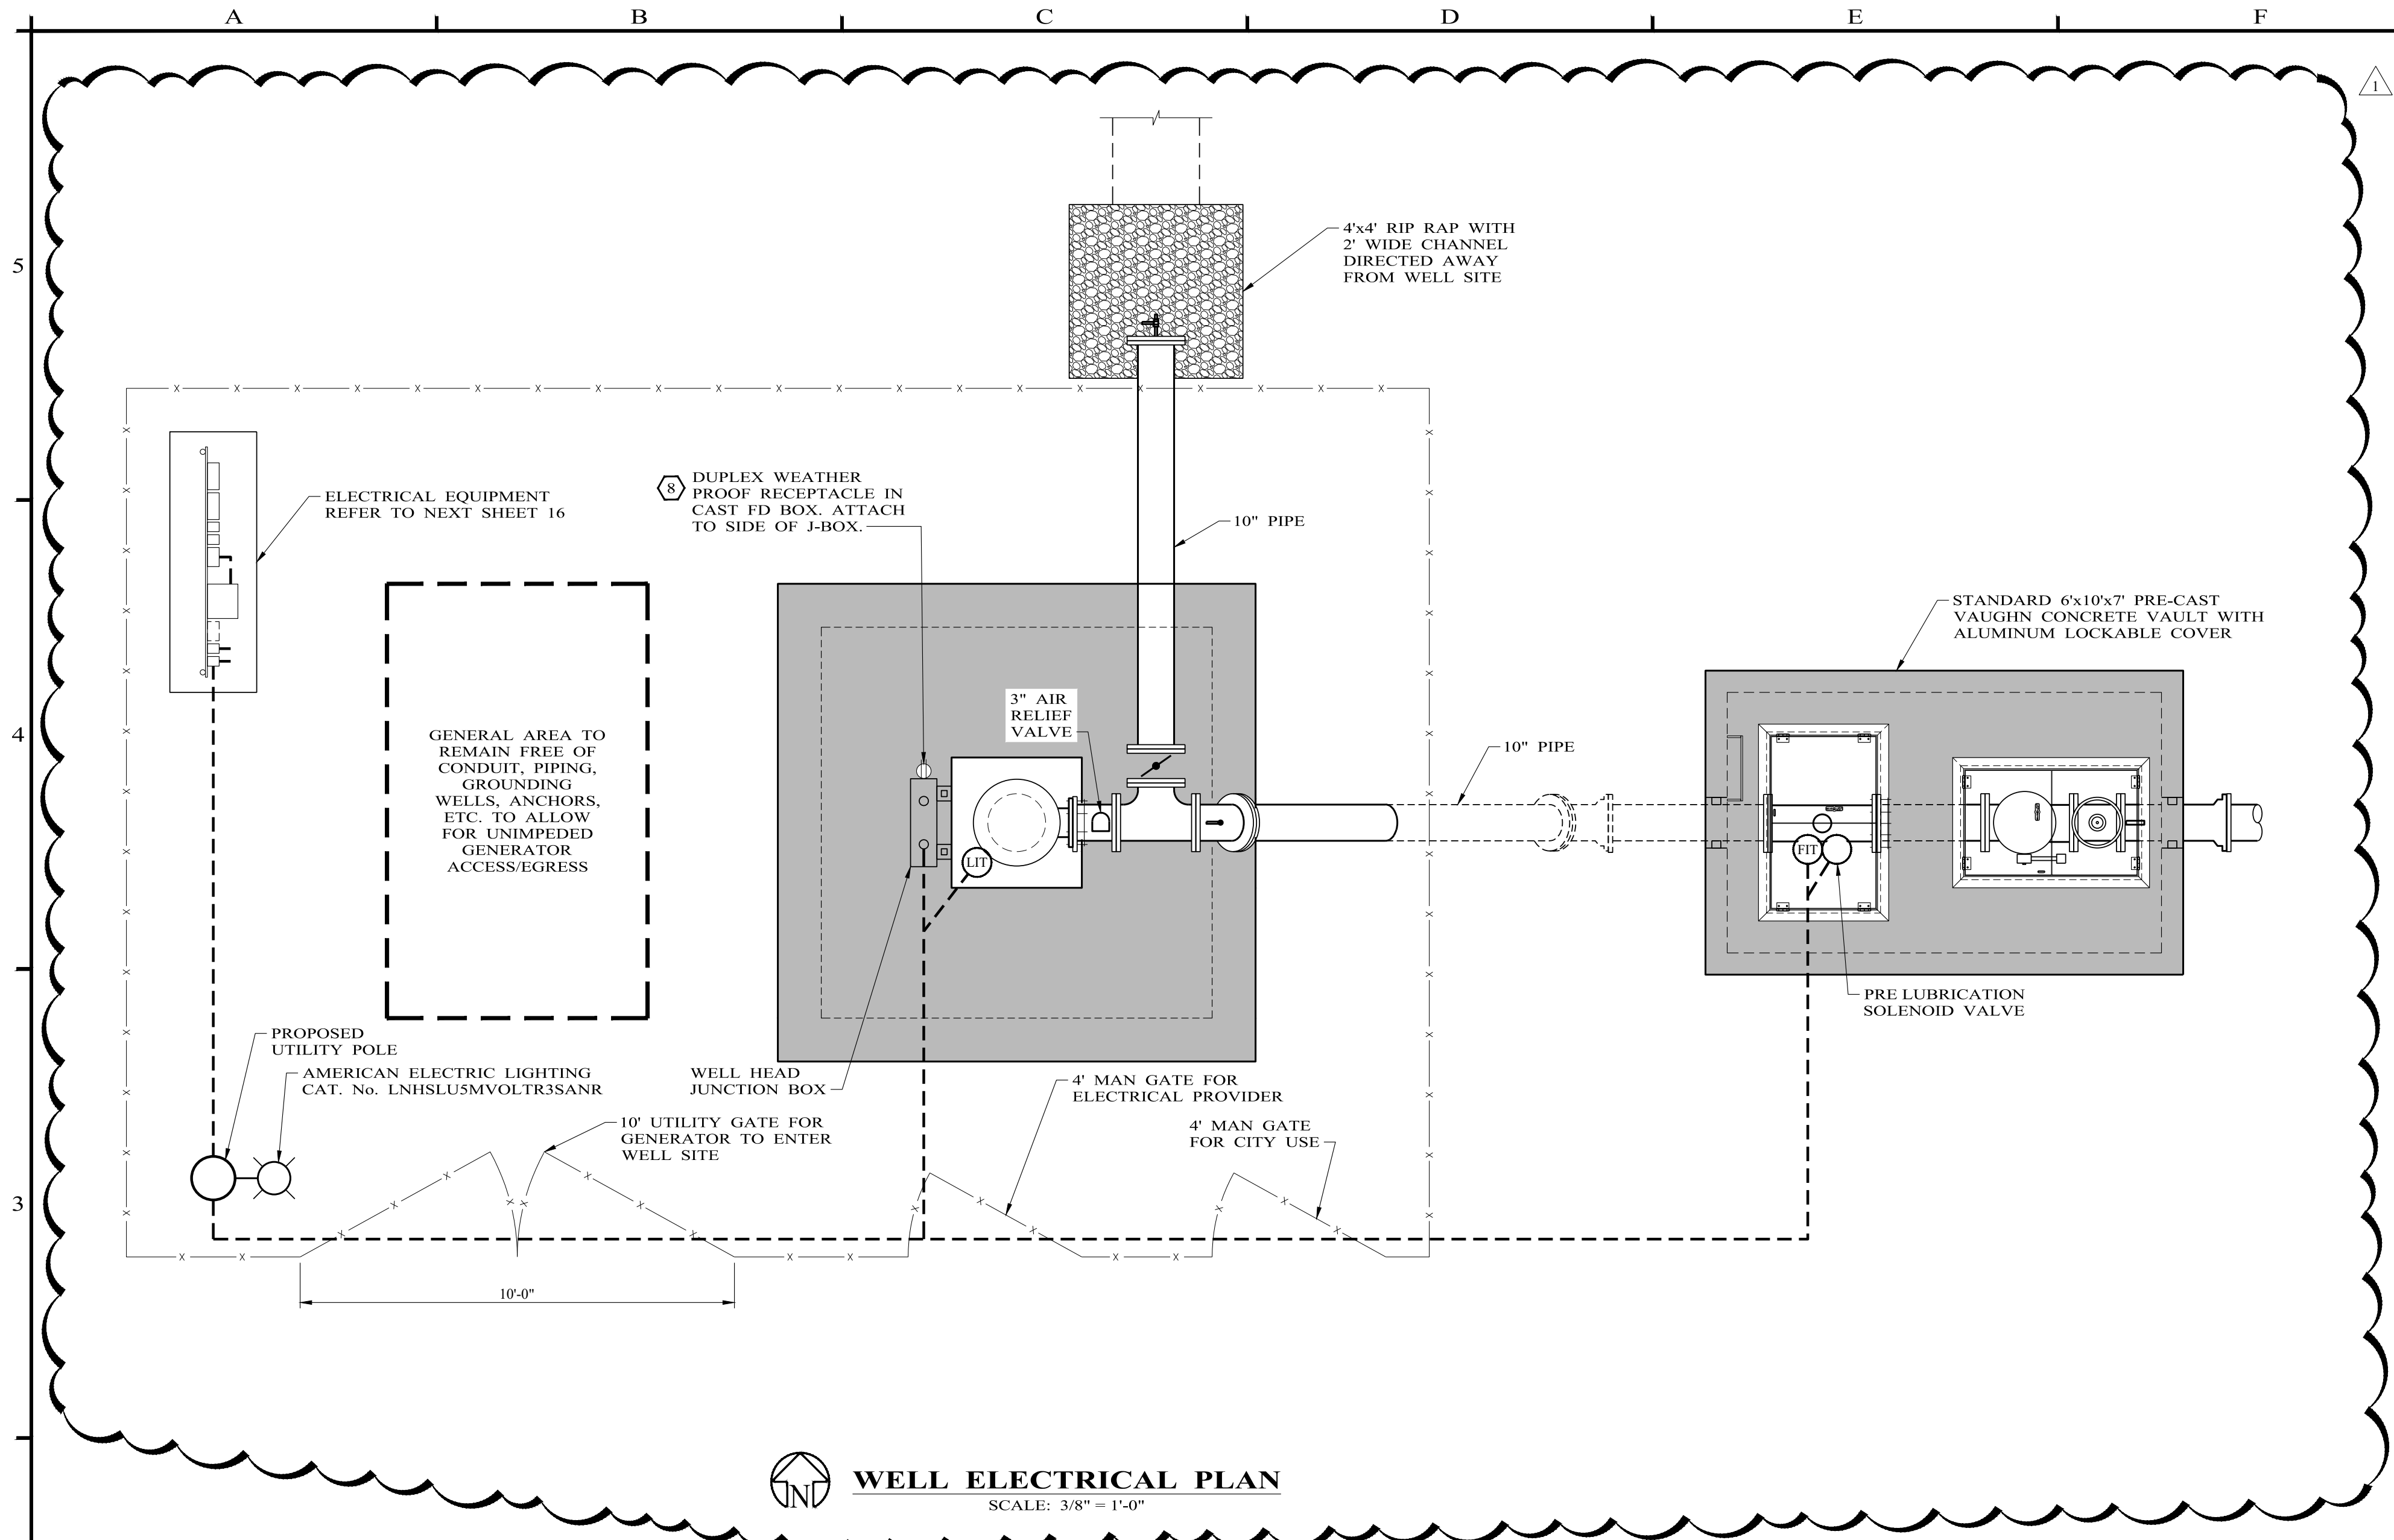 A B C D E F
1
5
4'x4' RIP RAP WITH
2' WIDE CHANNEL
DIRECTED AWAY
FROM WELL SITE
X X X X X X X X X X X X X X X X X X X X X
ELECTRICAL EQUIPMENT
REFER TO NEXT SHEET 16
8
DUPLEX WEATHER
PROOF RECEPTACLE IN
CAST FD BOX. ATTACH
TO SIDE OF J-BOX.
10" PIPE
STANDARD 6'x10'x7' PRE-CAST
VAUGHN CONCRETE VAULT WITH
ALUMINUM LOCKABLE COVER
4
3" AIR
RELIEF
VALVE
10" PIPE
GENERAL AREA TO
REMAIN FREE OF
CONDUIT, PIPING,
GROUNDING
WELLS, ANCHORS,
ETC. TO ALLOW
FOR UNIMPEDED
GENERATOR
ACCESS/EGRESS
LIT
FIT
PRE LUBRICATION
SOLENOID VALVE
PROPOSED
UTILITY POLE
AMERICAN ELECTRIC LIGHTING
CAT. No. LNHSLU5MVOLTR3SANR
WELL HEAD
JUNCTION BOX
4' MAN GATE FOR
ELECTRICAL PROVIDER
10' UTILITY GATE FOR
GENERATOR TO ENTER
WELL SITE
4' MAN GATE
FOR CITY USE
3
10'-0"
N
WELL ELECTRICAL PLAN
SCALE: 3/8" = 1'-0"